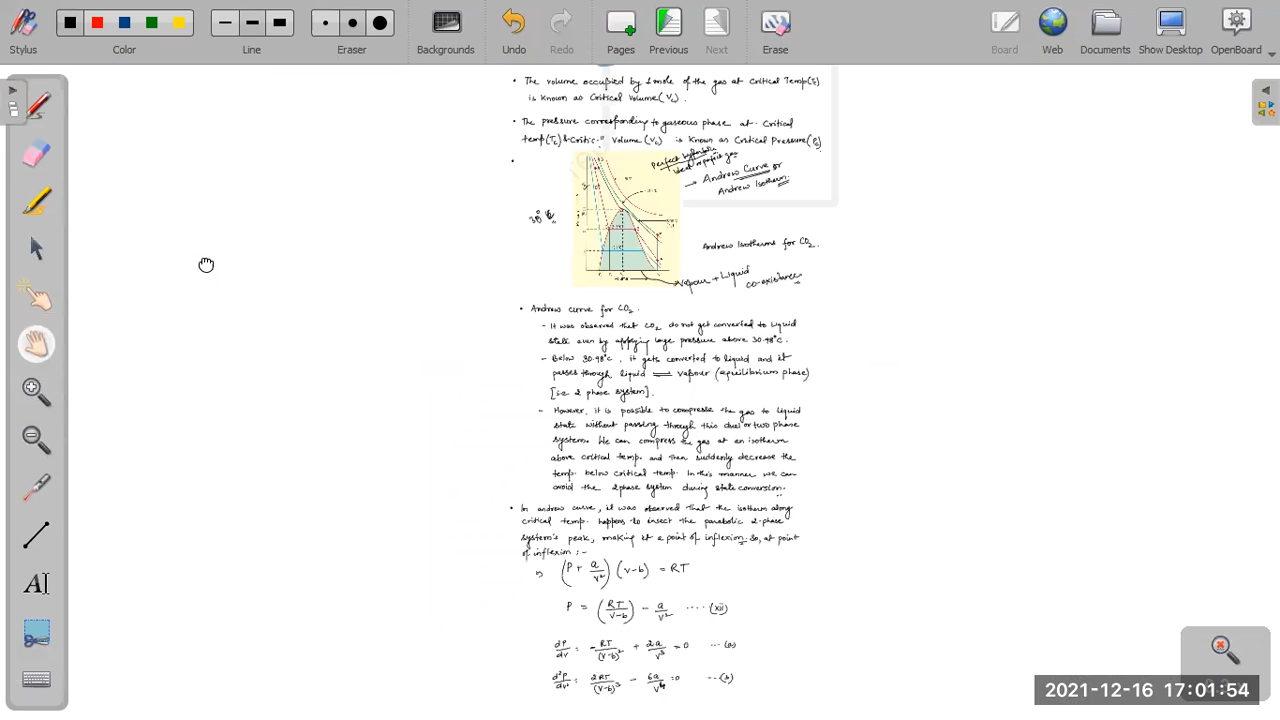 Stylus
Color
Line
Eraser
Backgrounds
Undo
Redo
Pages
Previous
Next
Erase
Board
Web
Documents
Show Desktop
OpenBoard
• The volume occupied by 1 mole of the gas at Critical Temp(Tc)
is known as Critical Volume (Vc).
• The pressure corresponding to gaseous phase at Critical
temp(Tc) & Critic Volume (Vc) is known as Critical Pressure(Pc)
Perfect hyperbola
ideal or perfect gas
→ Andrew Curve or
Andrew Isotherm.
Andrew Isotherms for CO2.
Vapour + Liquid
co-existance
• Andrew curve for CO2.
- It was observed that CO2 do not get converted to liquid
state even by applying large pressure above 30.98°C.
- Below 30.98°C, it gets converted to liquid and it
passes through liquid ⇌ vapour (equilibrium phase)
[i.e 2 phase system].
- However, it is possible to compresse the gas to liquid
state without passing through this dual or two phase
system. We can compress the gas at an isotherm
above critical temp. and then suddenly decrease the
temp. below critical temp. In this manner we can
avoid the 2phase system during state conversion.
• In andrew curve, it was observed that the isotherm along
critical temp. happens to insect the parabolic 2-phase
system's peak, making it a point of inflexion. So, at point
of inflexion :-
(P + a/v²) (v-b) = RT
P = (RT/v-b) - a/v² .... (xii)
dP/dv = -RT/(v-b)² + 2a/v³ = 0 ...(a)
d²P/dv² = 2RT/(v-b)³ - 6a/v⁴ = 0 ...(b)
2021-12-16 17:01:54